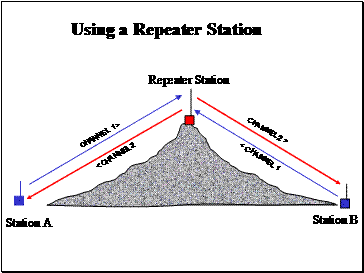 Using a Repeater Station
Repeater Station
CHANNEL 1>
<CHANNEL 2
CHANNEL 2 >
< CHANNEL 1
Station A
Station B